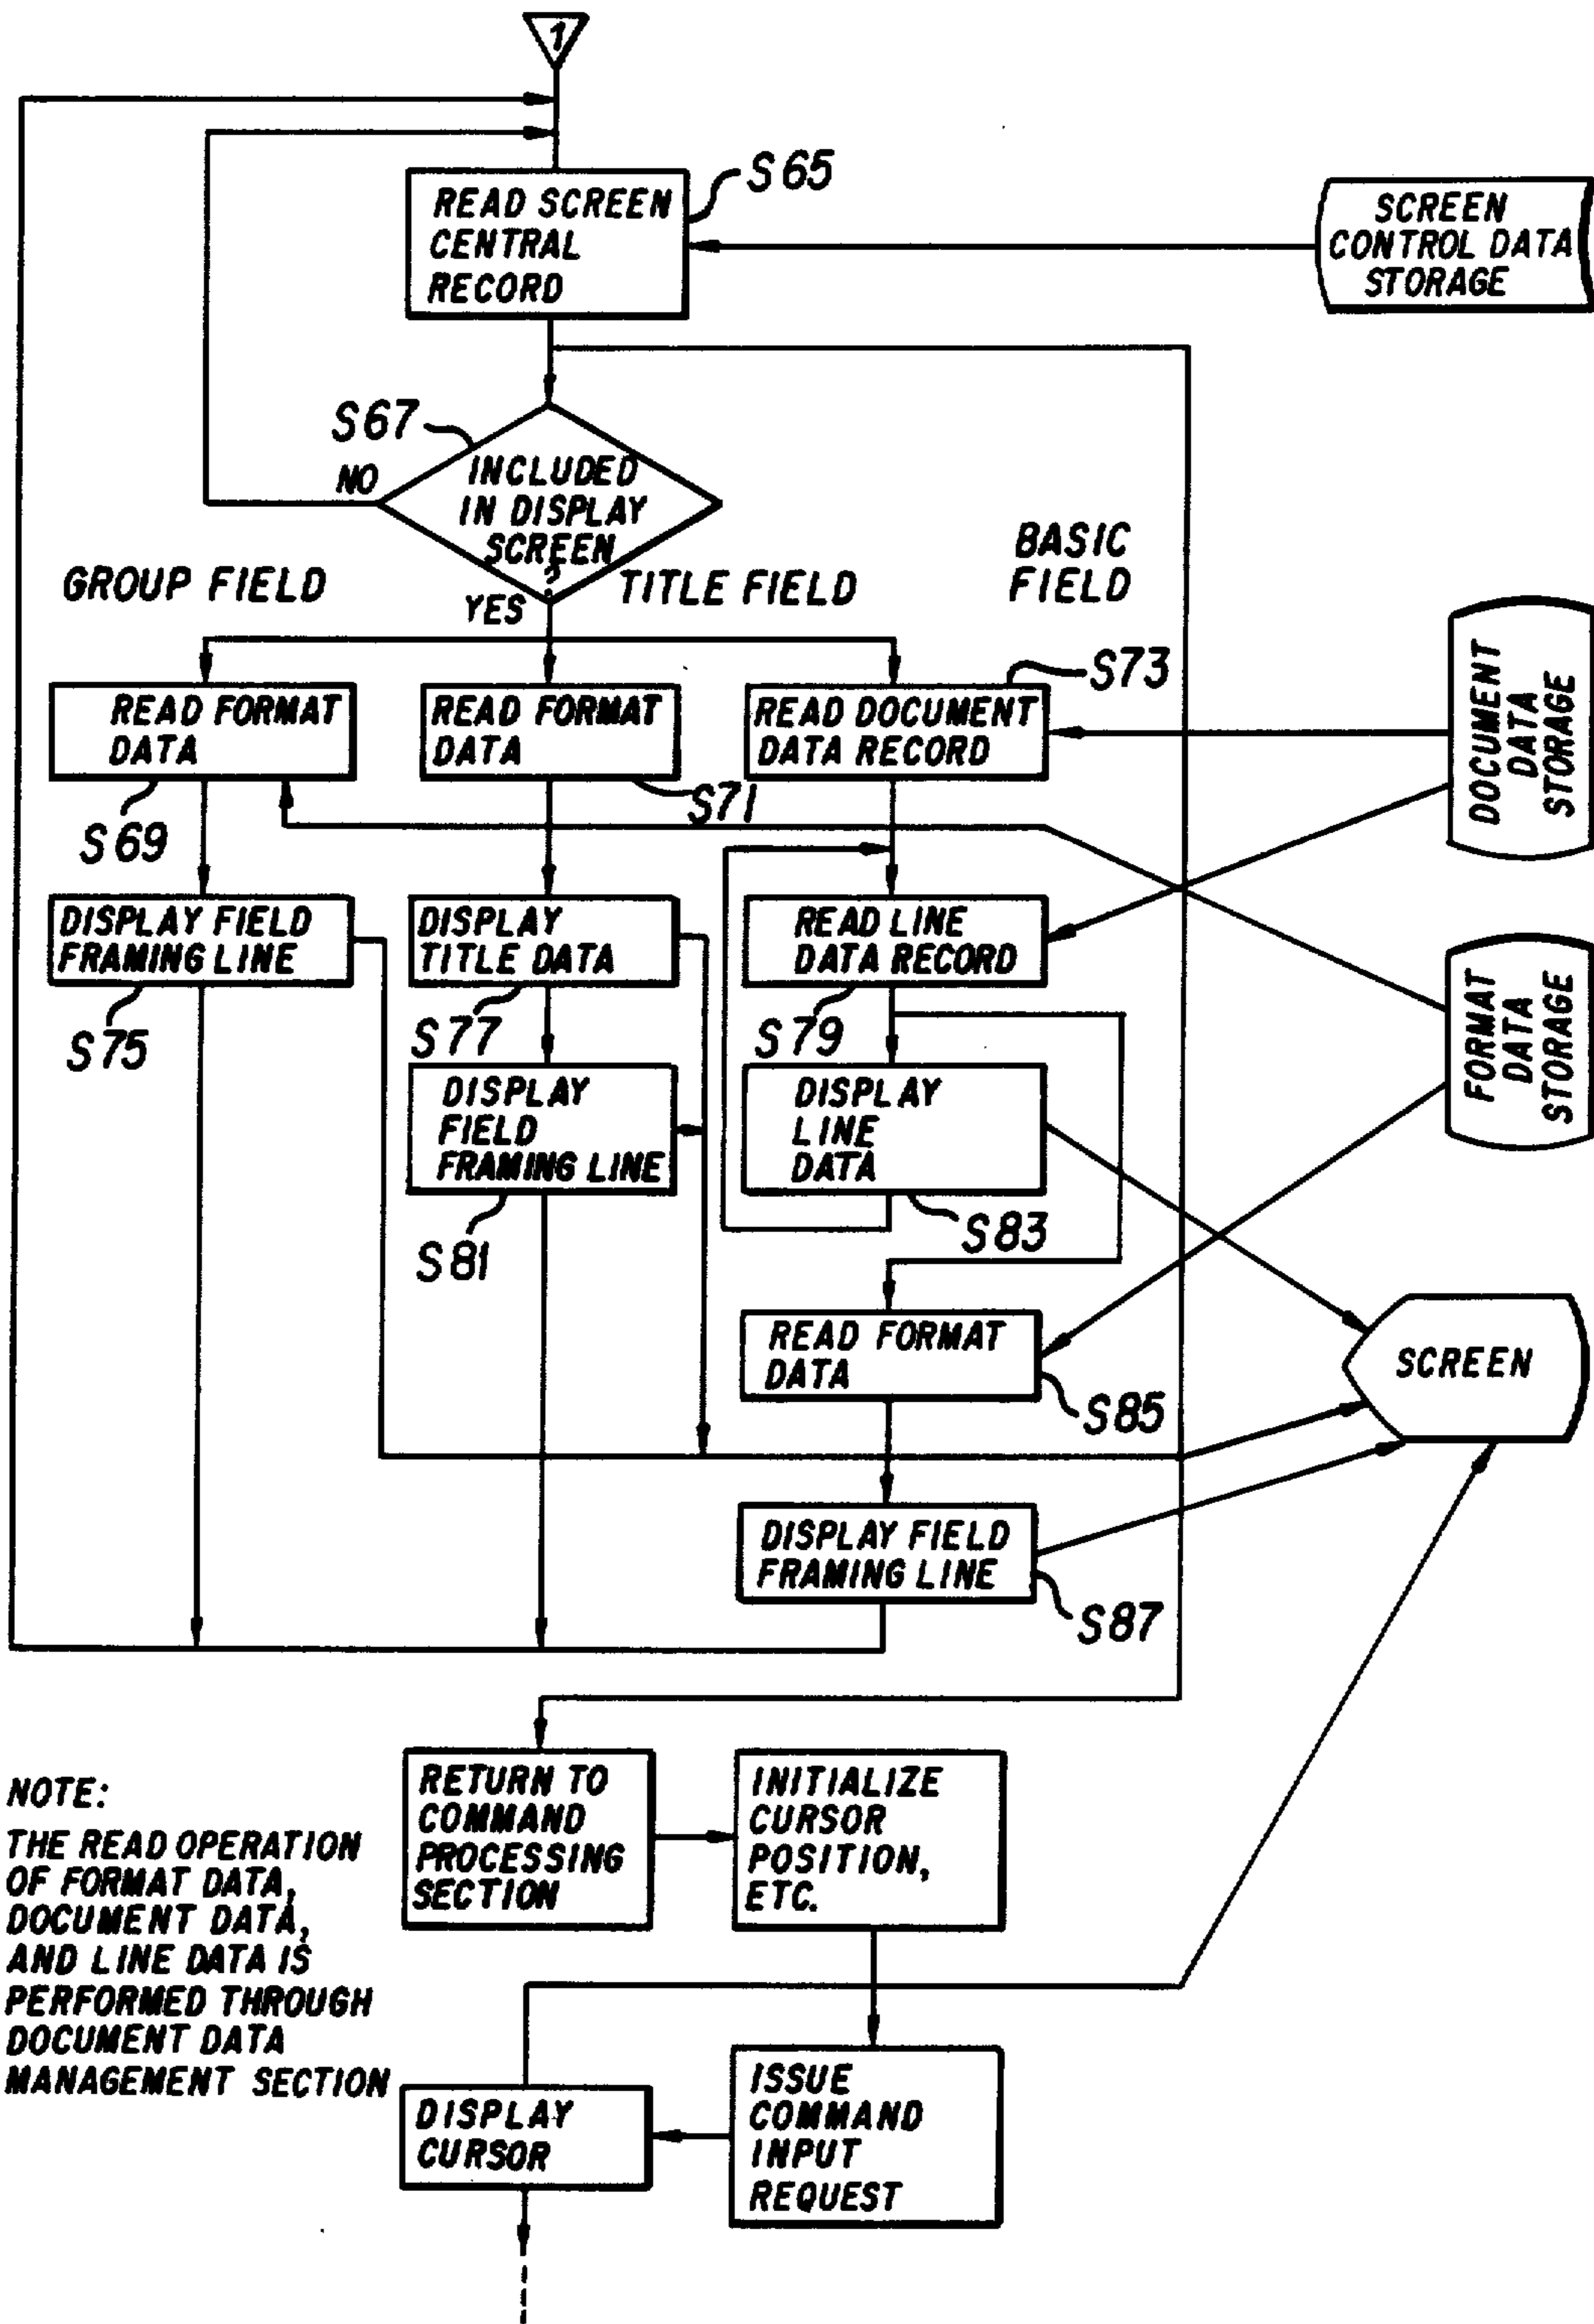 1
READ SCREEN
CENTRAL
RECORD
S65
SCREEN
CONTROL DATA
STORAGE
S67
NO
INCLUDED
IN DISPLAY
SCREEN
?
YES
GROUP FIELD
TITLE FIELD
BASIC
FIELD
READ FORMAT
DATA
S69
READ FORMAT
DATA
S71
READ DOCUMENT
DATA RECORD
S73
DOCUMENT
DATA
STORAGE
DISPLAY FIELD
FRAMING LINE
S75
DISPLAY
TITLE DATA
S77
READ LINE
DATA RECORD
S79
FORMAT
DATA
STORAGE
DISPLAY
FIELD
FRAMING LINE
S81
DISPLAY
LINE
DATA
S83
READ FORMAT
DATA
S85
SCREEN
DISPLAY FIELD
FRAMING LINE
S87
RETURN TO
COMMAND
PROCESSING
SECTION
INITIALIZE
CURSOR
POSITION,
ETC.
NOTE:
THE READ OPERATION
OF FORMAT DATA,
DOCUMENT DATA,
AND LINE DATA IS
PERFORMED THROUGH
DOCUMENT DATA
MANAGEMENT SECTION
DISPLAY
CURSOR
ISSUE
COMMAND
INPUT
REQUEST